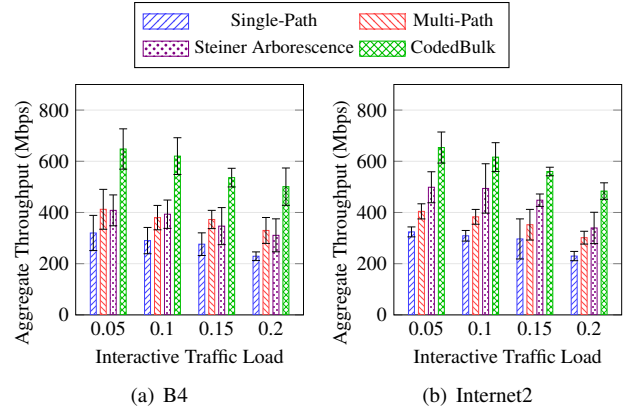 Single-Path Multi-Path
Steiner Arborescence CodedBulk
Aggregate Throughput (Mbps)
800
600
400
200
0
0.05 0.1 0.15 0.2
Interactive Traffic Load
(a) B4
Aggregate Throughput (Mbps)
800
600
400
200
0
0.05 0.1 0.15 0.2
Interactive Traffic Load
(b) Internet2